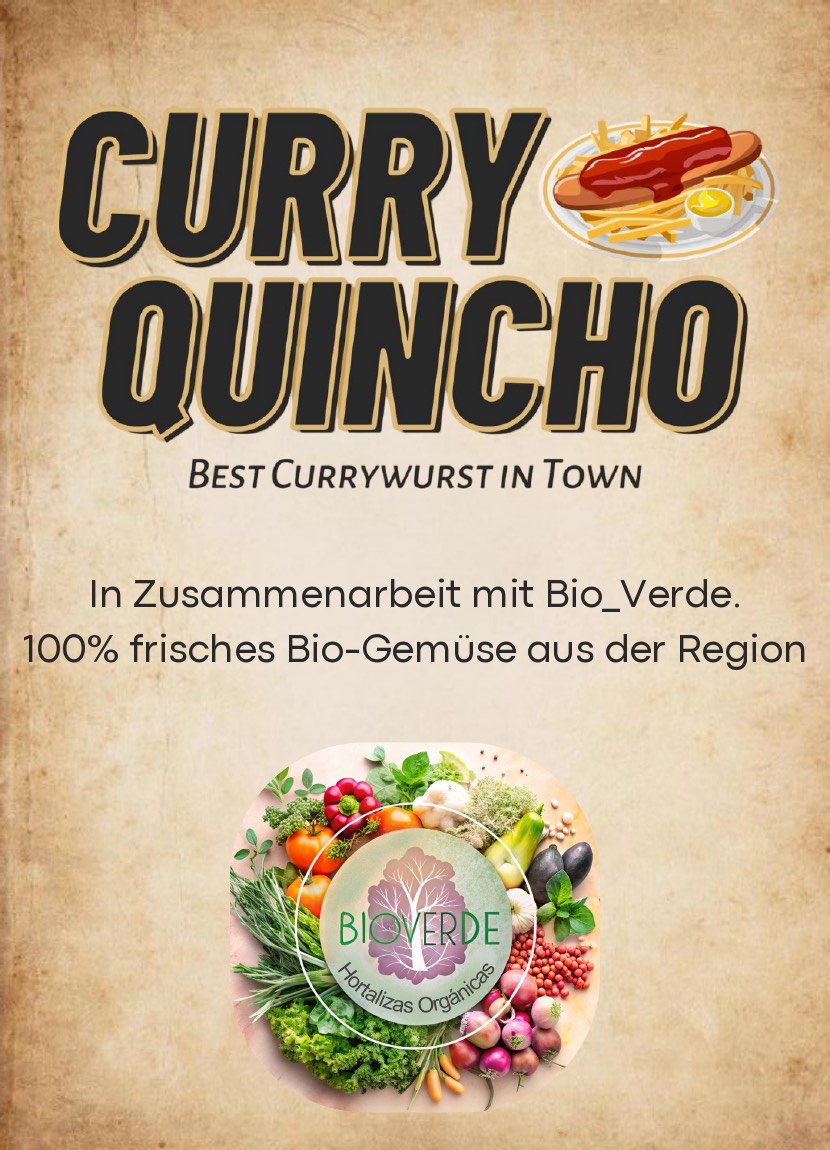 CURRY
QUINCHO
BEST CURRYWURST IN TOWN
In Zusammenarbeit mit Bio_Verde.
100% frisches Bio-Gemüse aus der Region
BIOVERDE
Hortalizas Orgánicas